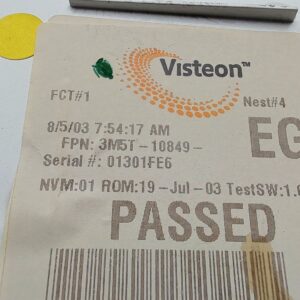 Visteon™
FCT#1 Nest#4
8/5/03 7:54:17 AM EG
FPN: 3M5T-10849-
Serial #: 01301FE6
NVM:01 ROM:19-Jul-03 TestSW:1.
PASSED